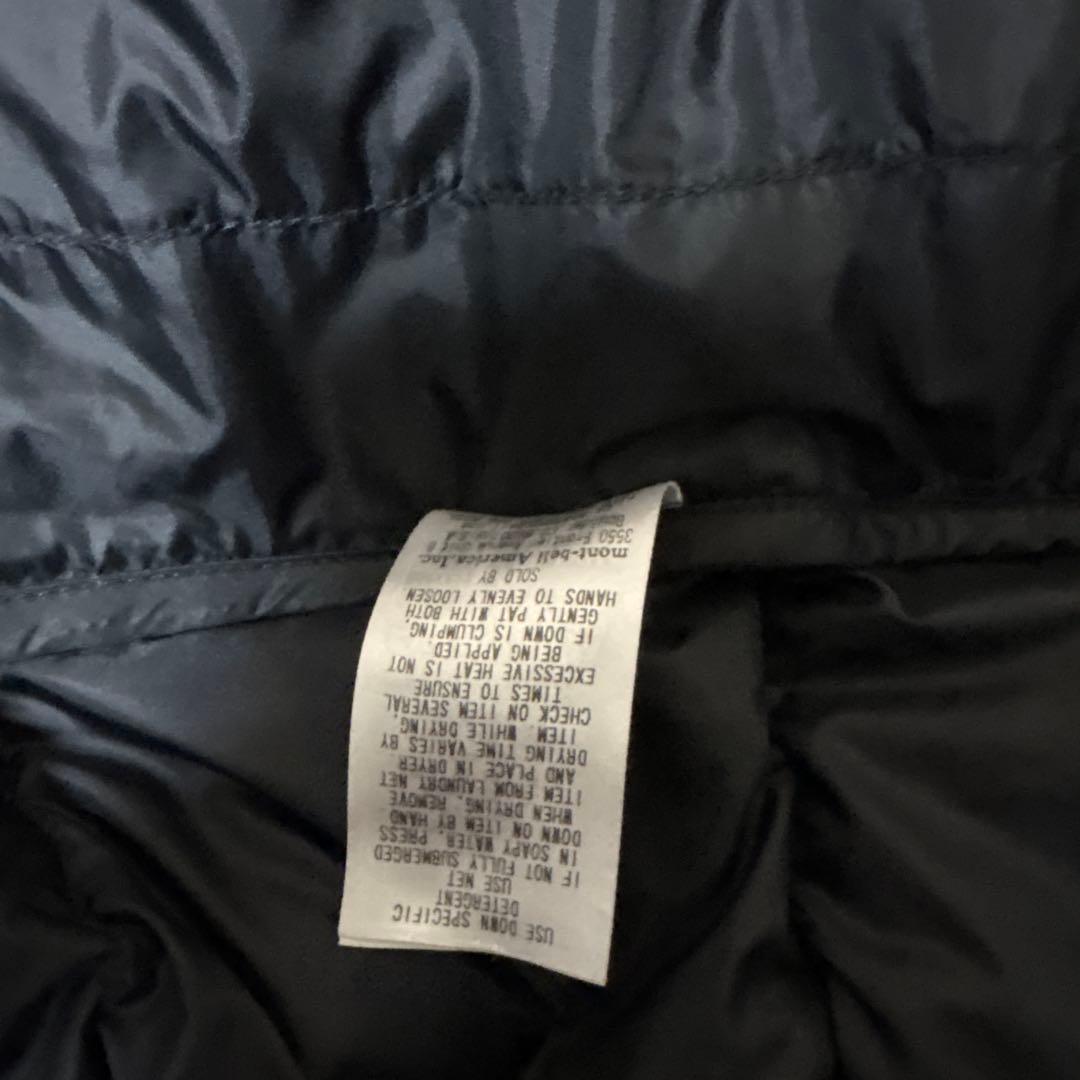 USE DOWN SPECIFIC
DETERGENT
USE NET
IF NOT FULLY SUBMERGED
IN SOAPY WATER, PRESS
DOWN ON ITEM BY HAND
WHEN DRYING, REMOVE
ITEM FROM LAUNDRY NET
AND PLACE IN DRYER.
DRYING TIME VARIES BY
ITEM. WHILE DRYING,
CHECK ON ITEM SEVERAL
TIMES TO ENSURE
EXCESSIVE HEAT IS NOT
BEING APPLIED.
IF DOWN IS CLUMPING,
GENTLY PAT WITH BOTH
HANDS TO EVENLY LOOSEN
SOLD BY
mont-bell America,Inc.
3550 Front